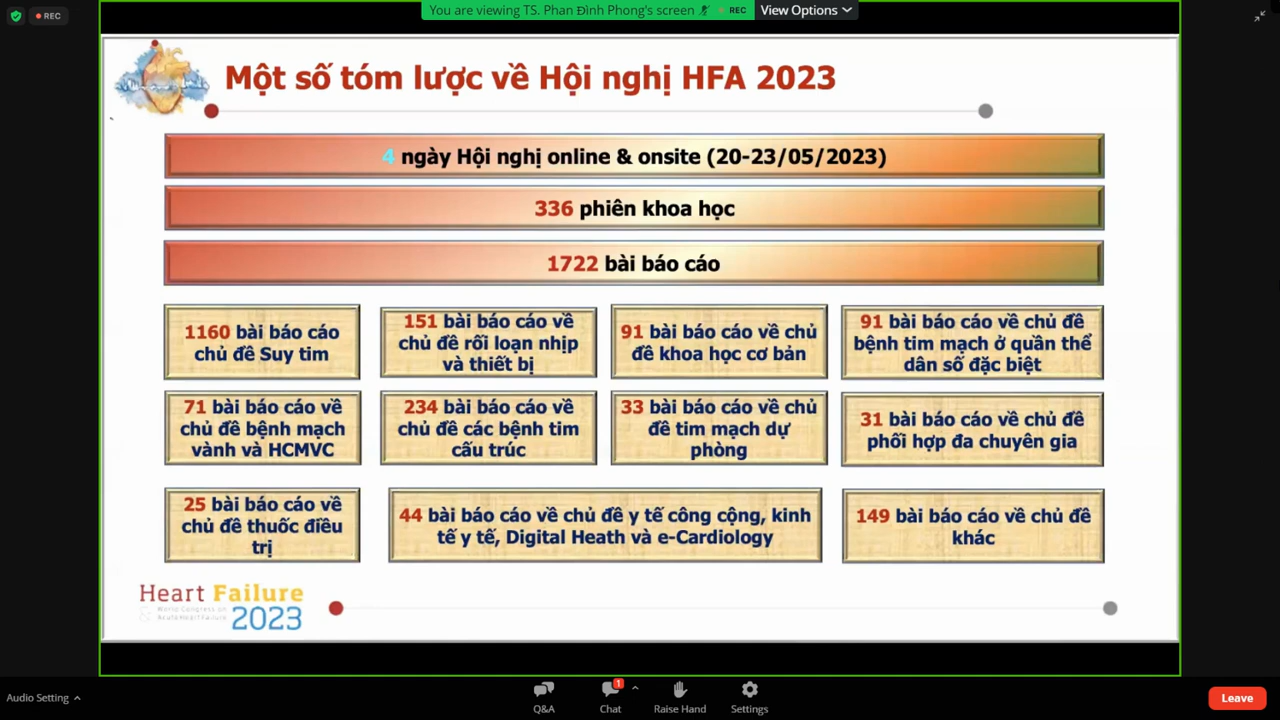 REC
You are viewing TS. Phan Đình Phong's screen
REC
View Options
Một số tóm lược về Hội nghị HFA 2023
4 ngày Hội nghị online & onsite (20-23/05/2023)
336 phiên khoa học
1722 bài báo cáo
1160 bài báo cáo
chủ đề Suy tim
151 bài báo cáo về
chủ đề rối loạn nhịp
và thiết bị
91 bài báo cáo về chủ
đề khoa học cơ bản
91 bài báo cáo về chủ đề
bệnh tim mạch ở quần thể
dân số đặc biệt
71 bài báo cáo về
chủ đề bệnh mạch
vành và HCMVC
234 bài báo cáo về
chủ đề các bệnh tim
cấu trúc
33 bài báo cáo về chủ
đề tim mạch dự
phòng
31 bài báo cáo về chủ đề
phối hợp đa chuyên gia
25 bài báo cáo về
chủ đề thuốc điều
trị
44 bài báo cáo về chủ đề y tế công cộng, kinh
tế y tế, Digital Heath và e-Cardiology
149 bài báo cáo về chủ đề
khác
Heart Failure
& World Congress on
Acute Heart Failure
2023
Audio Setting
Q&A
1
Chat
Raise Hand
Settings
Leave